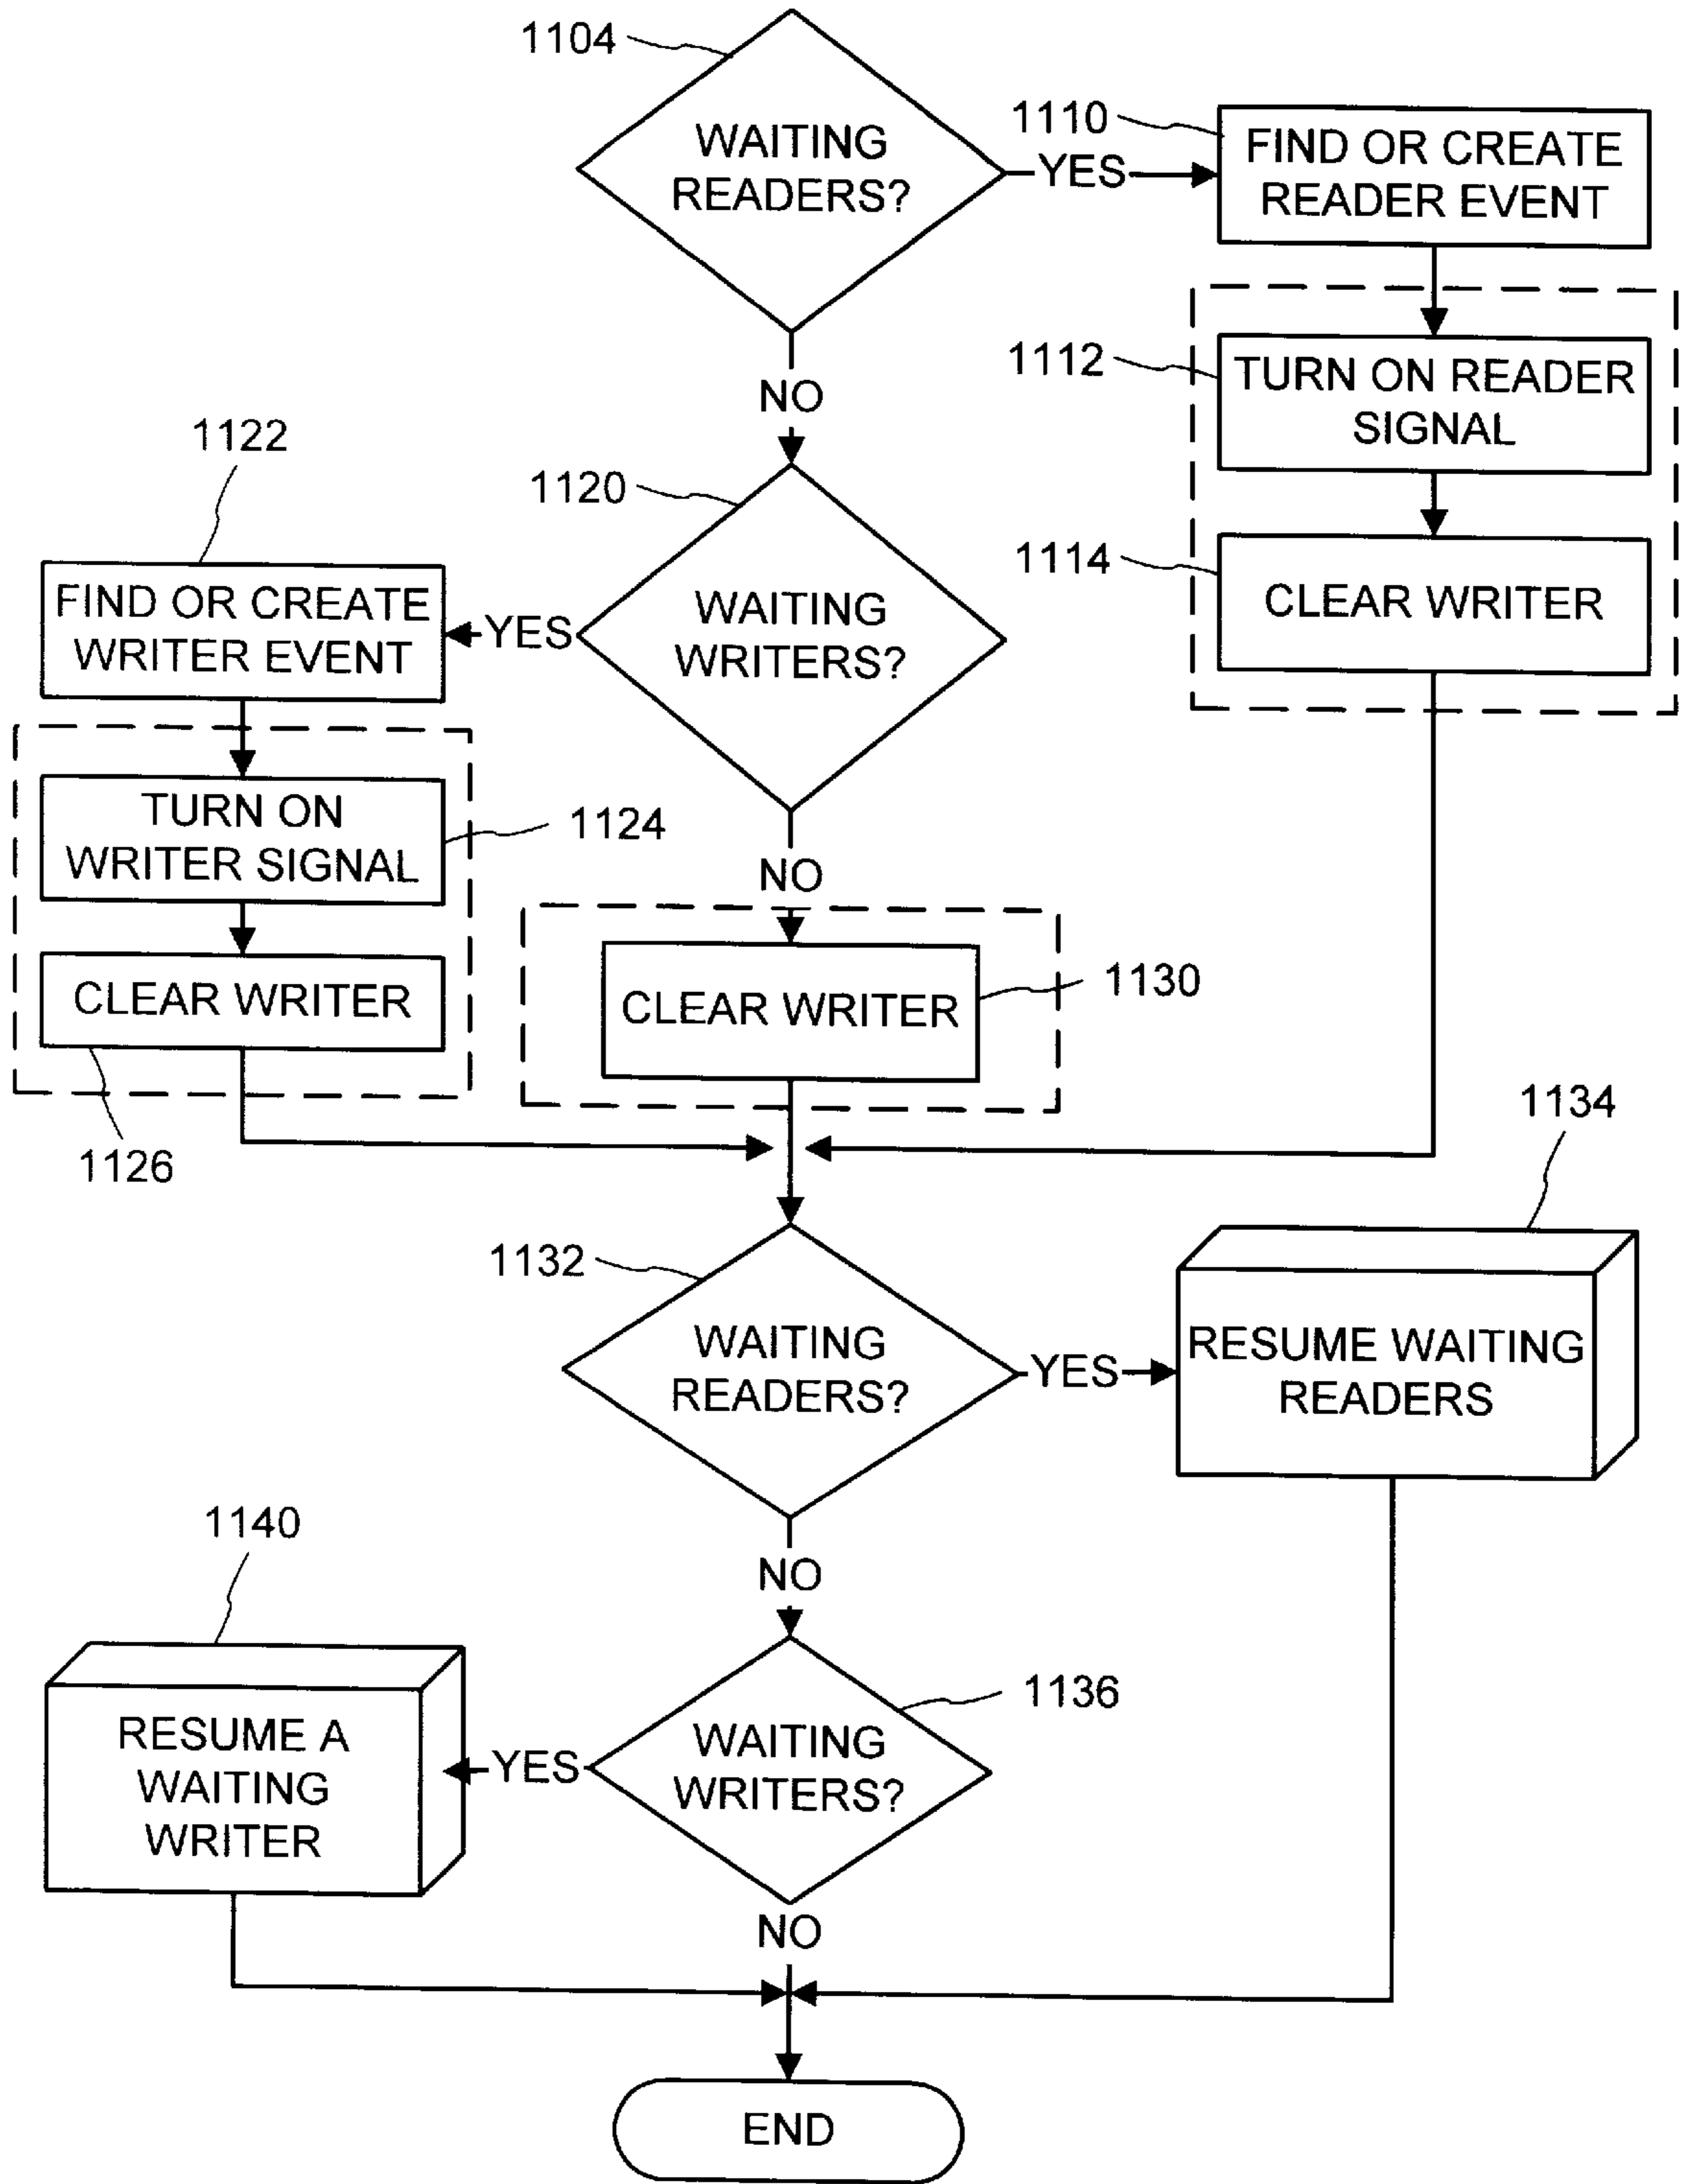 1104
WAITING
READERS?
YES
1110
FIND OR CREATE
READER EVENT
NO
1112
TURN ON READER
SIGNAL
1114
CLEAR WRITER
1120
WAITING
WRITERS?
YES
1122
FIND OR CREATE
WRITER EVENT
TURN ON
WRITER SIGNAL
1124
CLEAR WRITER
1126
NO
CLEAR WRITER
1130
1132
WAITING
READERS?
YES
1134
RESUME WAITING
READERS
NO
1136
WAITING
WRITERS?
YES
1140
RESUME A
WAITING
WRITER
NO
END